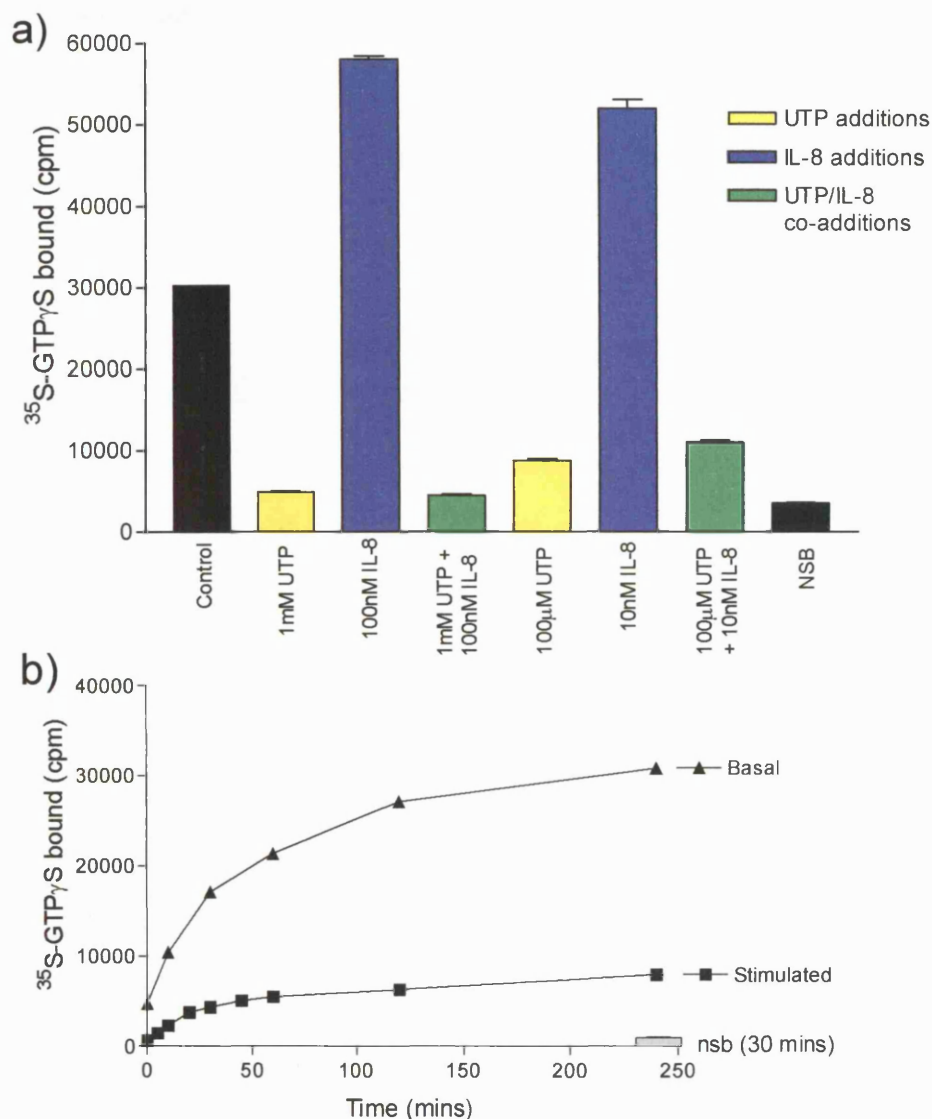 a)
60000
50000
40000
30000
20000
10000
0
³⁵S-GTPγS bound (cpm)
UTP additions
IL-8 additions
UTP/IL-8
co-additions
Control
1mM UTP
100nM IL-8
1mM UTP +
100nM IL-8
100μM UTP
10nM IL-8
100μM UTP
+ 10nM IL-8
NSB
b)
40000
30000
20000
10000
0
³⁵S-GTPγS bound (cpm)
Basal
Stimulated
nsb (30 mins)
0
50
100
150
200
250
Time (mins)